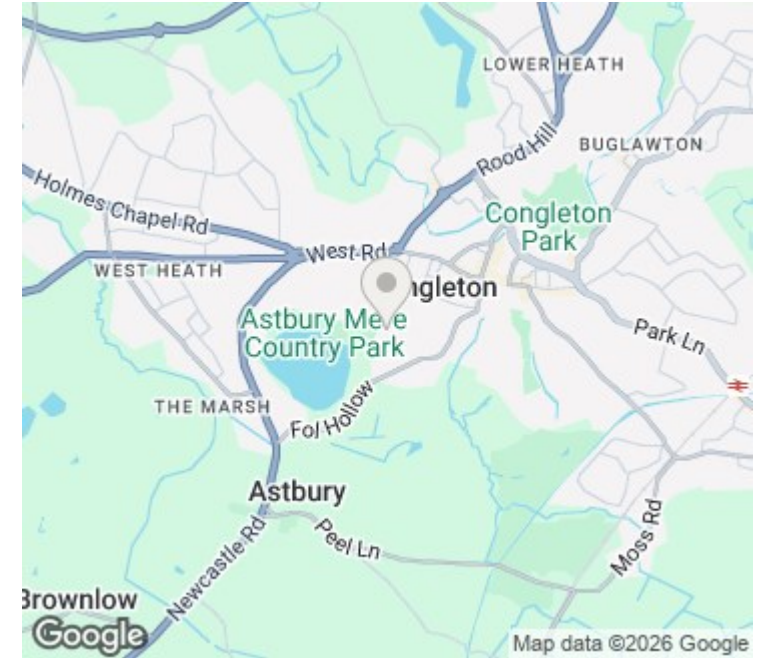 LOWER HEATH
Rood Hill
BUGLAWTON
Holmes Chapel Rd
Congleton
Park
West Rd
WEST HEATH
ngleton
Astbury Mere
Country Park
Park Ln
THE MARSH
Fol Hollow
Astbury
Peel Ln
Moss Rd
Newcastle Rd
Brownlow
Google
Map data ©2026 Google